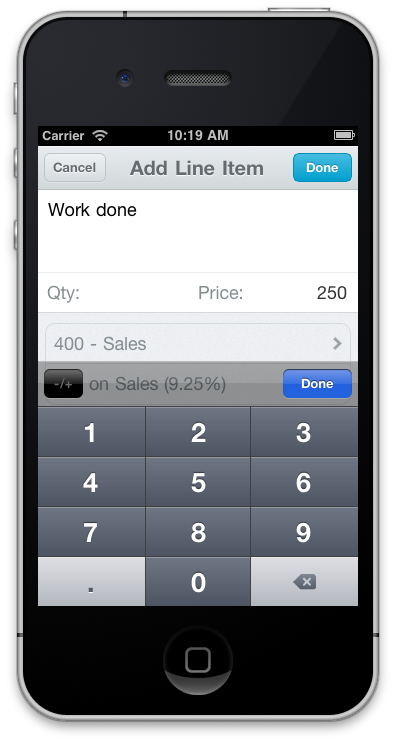 Carrier 10:19 AM
Cancel Add Line Item Done
Work done
Qty: Price: 250
400 - Sales
-/+ on Sales (9.25%) Done
1 2 3
4 5 6
7 8 9
. 0